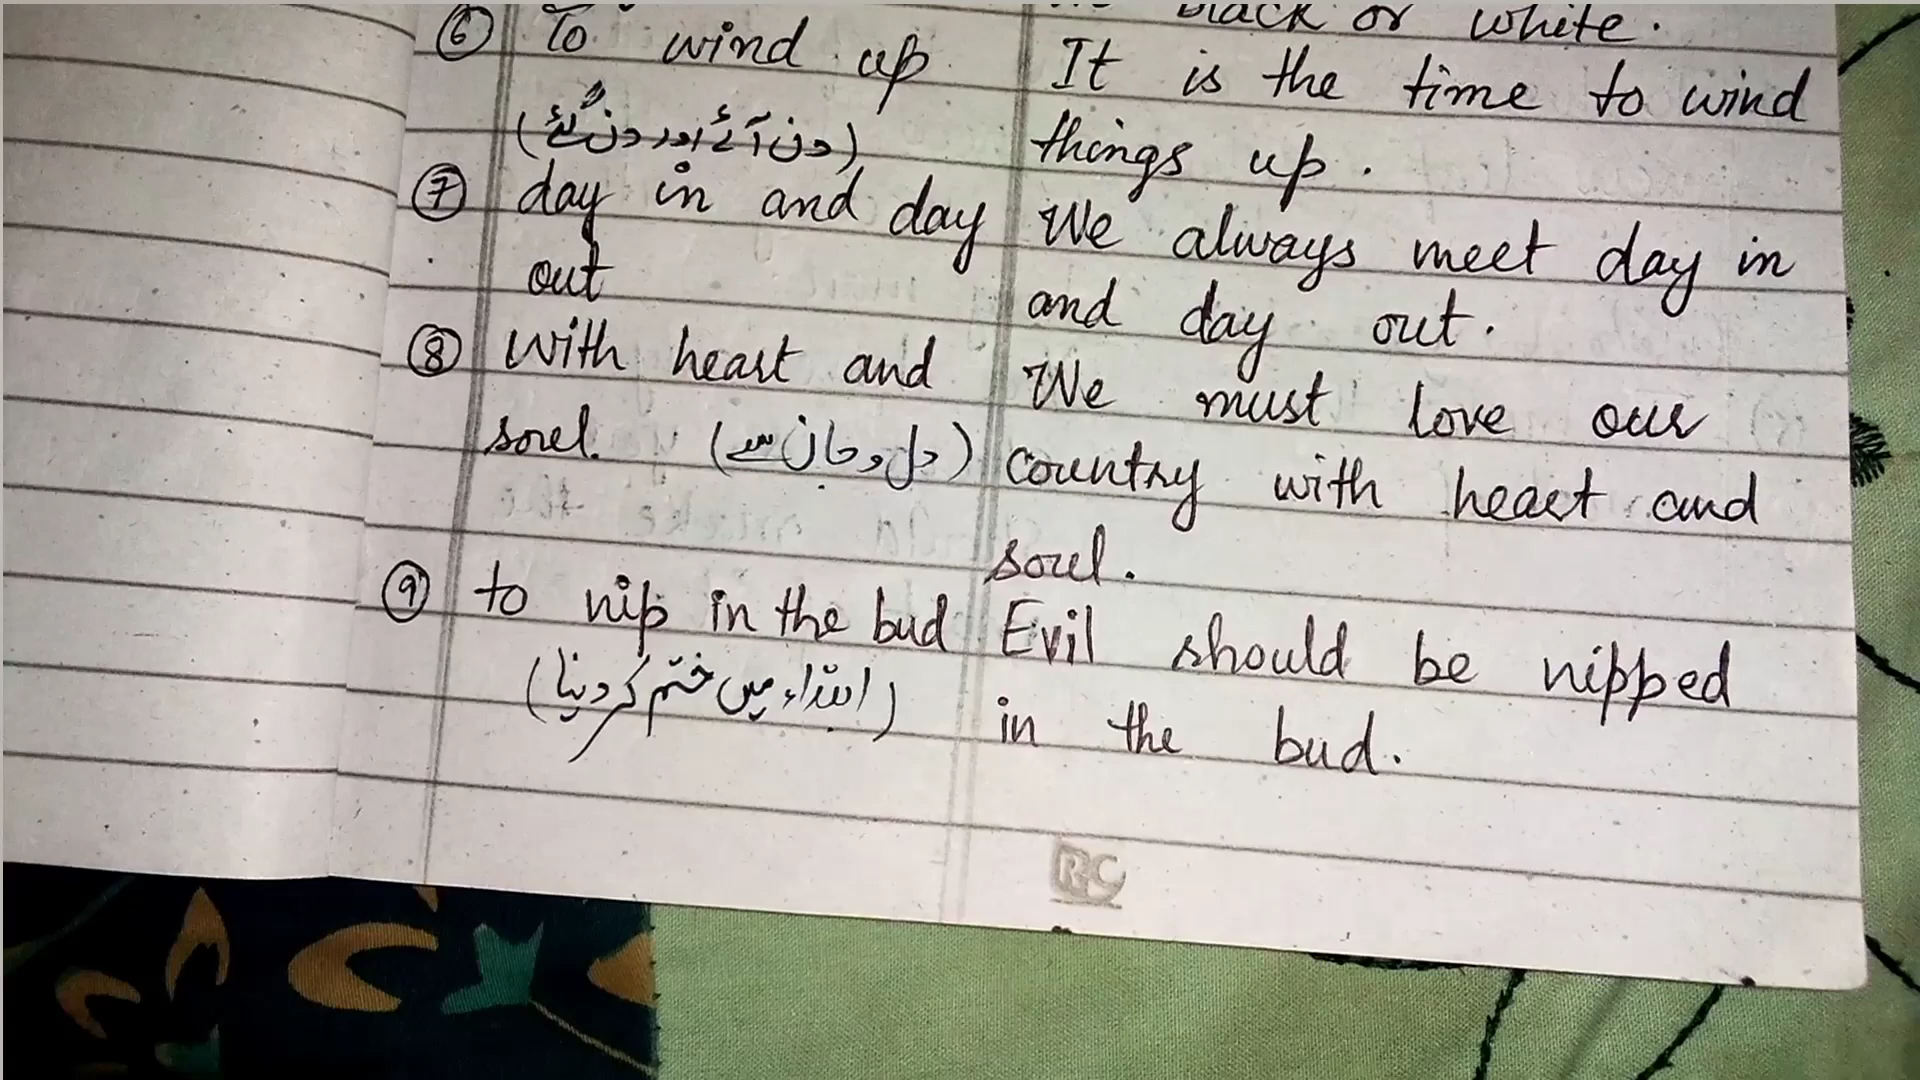 black or white.
⑥ To wind up It is the time to wind
(دن آئے اور دن گئے) things up.
⑦ day in and day We always meet day in
out and day out.
⑧ With heart and We must love our
soul. (دل و جان سے) country with heart and
soul.
⑨ to nip in the bud Evil should be nipped
(ابتداء میں ختم کر دینا) in the bud.
RC